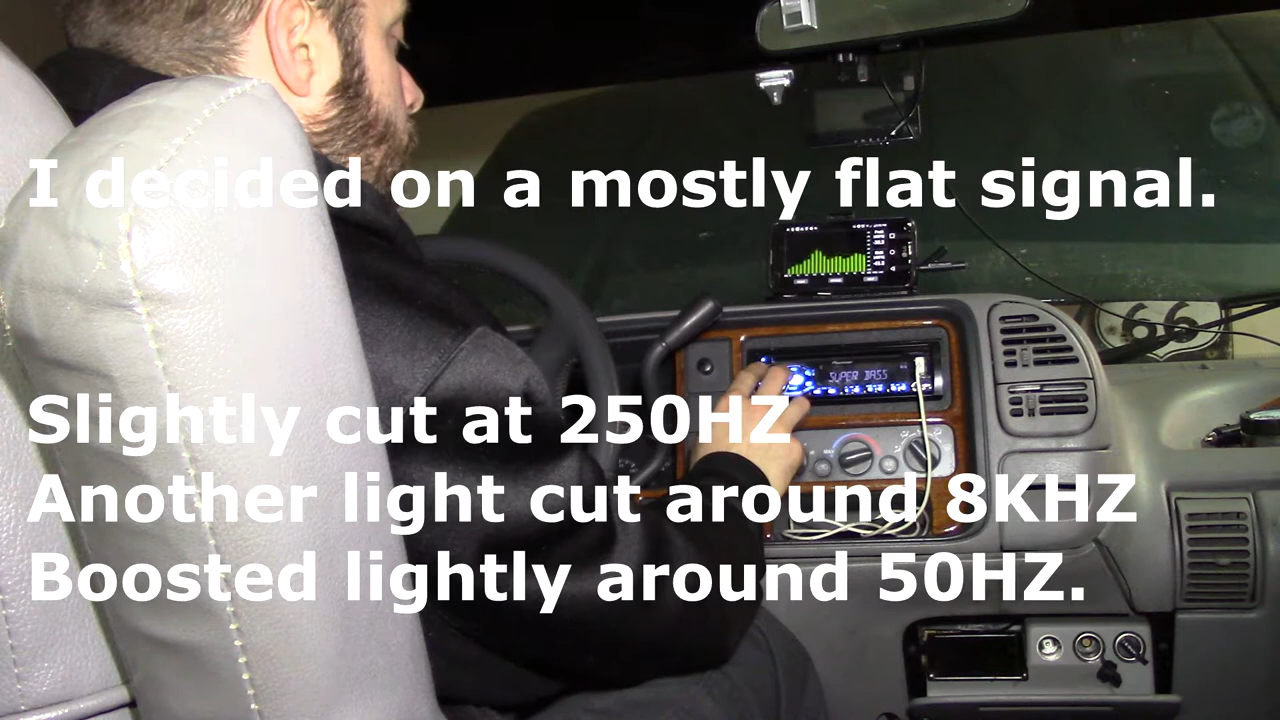 I decided on a mostly flat signal.
SUPER BASS
66
Slightly cut at 250HZ
Another light cut around 8KHZ
Boosted lightly around 50HZ.